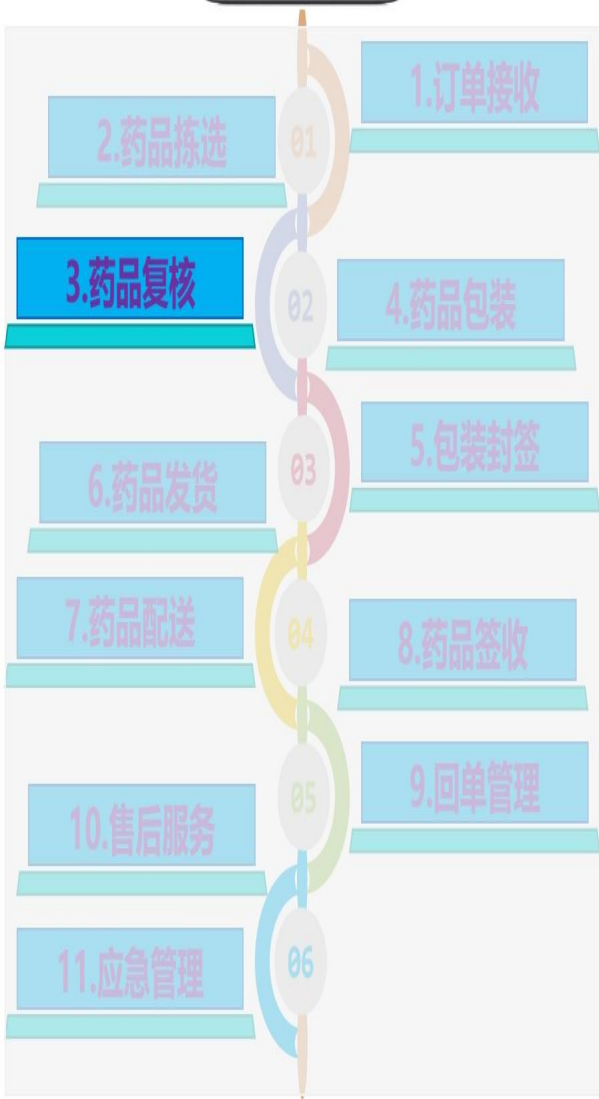 1.订单接收
2.药品拣选
01
3.药品复核
02
4.药品包装
5.包装封签
03
6.药品发货
7.药品配送
04
8.药品签收
9.回单管理
05
10.售后服务
11.应急管理
06